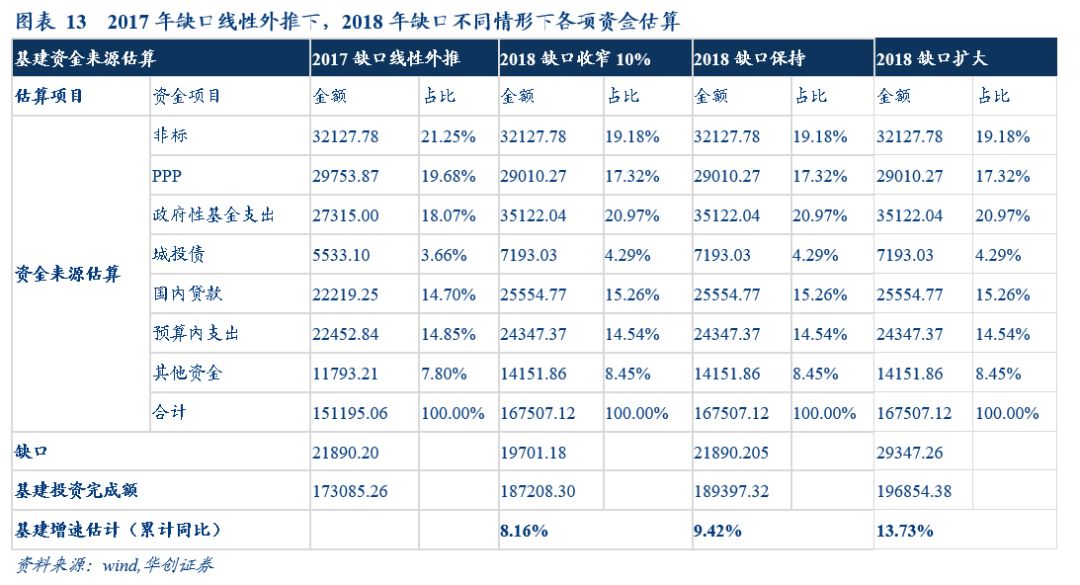 图表 13 2017 年缺口线性外推下，2018 年缺口不同情形下各项资金估算
基建资金来源估算 2017 缺口线性外推 2018 缺口收窄 10% 2018 缺口保持 2018 缺口扩大
估算项目 资金项目 金额 占比 金额 占比 金额 占比 金额 占比
非标 32127.78 21.25% 32127.78 19.18% 32127.78 19.18% 32127.78 19.18%
PPP 29753.87 19.68% 29010.27 17.32% 29010.27 17.32% 29010.27 17.32%
政府性基金支出 27315.00 18.07% 35122.04 20.97% 35122.04 20.97% 35122.04 20.97%
城投债 5533.10 3.66% 7193.03 4.29% 7193.03 4.29% 7193.03 4.29%
资金来源估算
国内贷款 22219.25 14.70% 25554.77 15.26% 25554.77 15.26% 25554.77 15.26%
预算内支出 22452.84 14.85% 24347.37 14.54% 24347.37 14.54% 24347.37 14.54%
其他资金 11793.21 7.80% 14151.86 8.45% 14151.86 8.45% 14151.86 8.45%
合计 151195.06 100.00% 167507.12 100.00% 167507.12 100.00% 167507.12 100.00%
缺口 21890.20 19701.18 21890.205 29347.26
基建投资完成额 173085.26 187208.30 189397.32 196854.38
基建增速估计（累计同比） 8.16% 9.42% 13.73%
资料来源：wind,华创证券